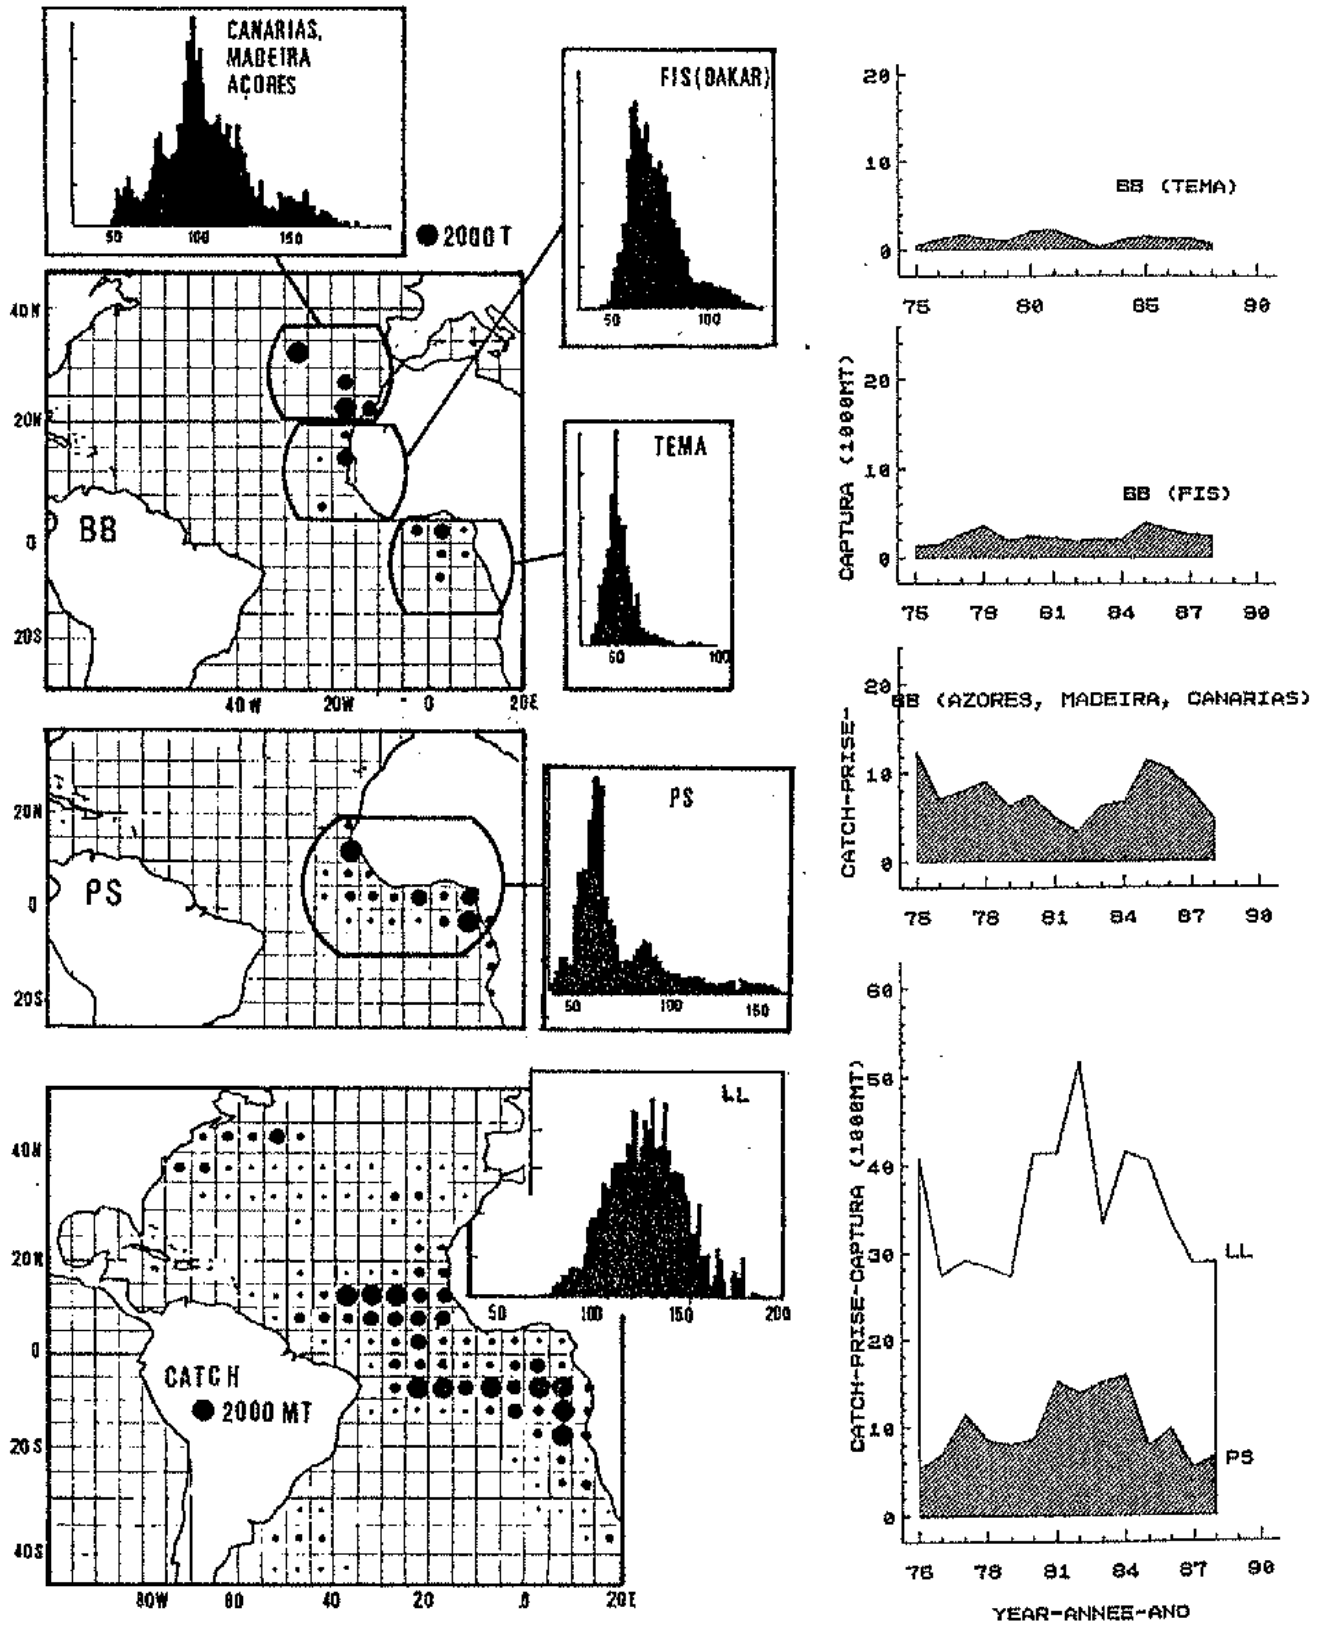 CANARIAS,
MADEIRA
AÇORES
50 100 150
2000 T
FIS (DAKAR)
50 100
TEMA
60 100
40N
20N
0
20S
BB
40W 20W 0 20E
20N
0
20S
PS
PS
50 100 150
LL
50 100 150 200
40N
20N
0
20S
40S
CATCH
2000 MT
80W 60 40 20 0 20E
20
10
0
BB (TEMA)
75 80 85 90
20
10
0
BB (FIS)
75 78 81 84 87 90
20
10
0
BB (AZORES, MADEIRA, CANARIAS)
75 78 81 84 87 90
CATCH-PRISE-
CAPTURA (1000MT)
60
50
40
30
20
10
0
LL
PS
75 78 81 84 87 90
CATCH-PRISE-CAPTURA (1000MT)
YEAR-ANNEE-ANO